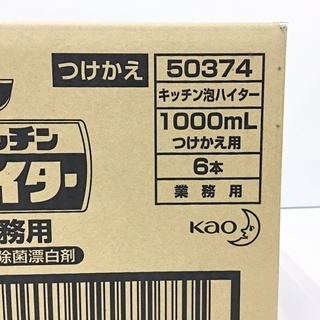 つけかえ
50374
キッチン泡ハイター
1000mL
つけかえ用
6本
業務用
Kao
ッチン
イター
務用
除菌漂白剤